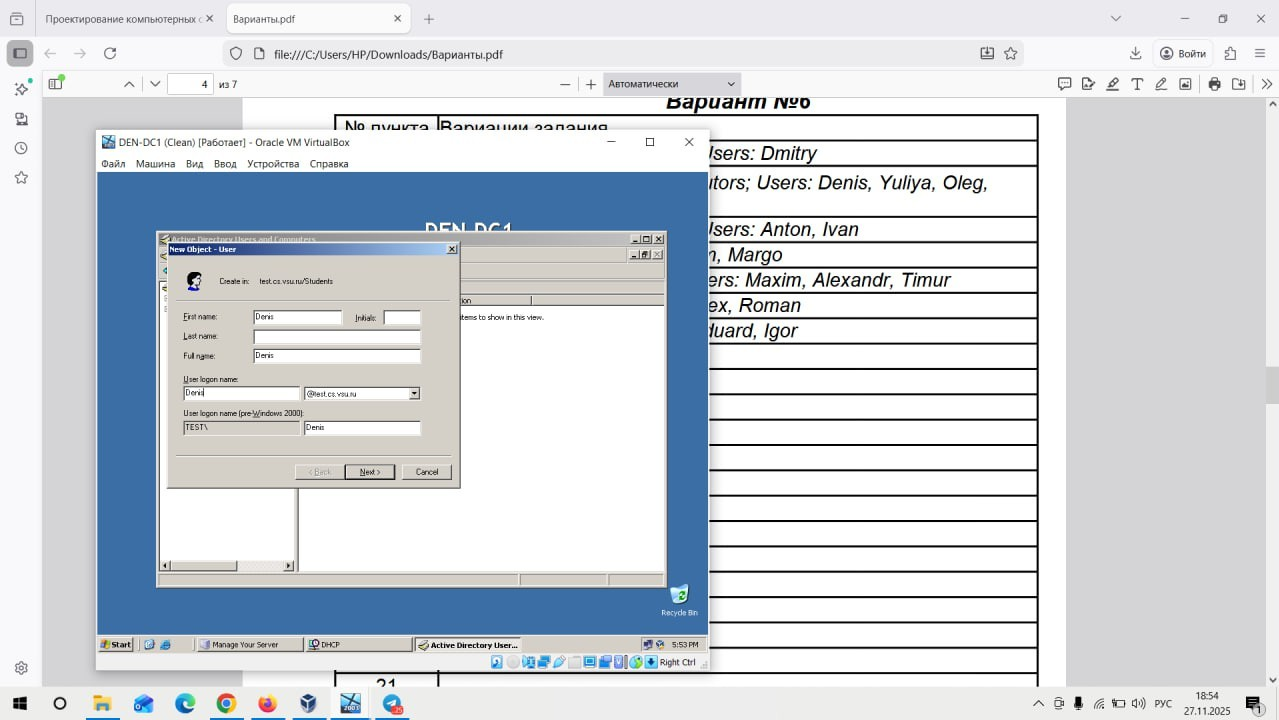 Проектирование компьютерных с
Варианты.pdf
file:///C:/Users/HP/Downloads/Варианты.pdf
Войти
4 из 7
Автоматически
Вариант №6
№ пункта Вариации задания
Users: Dmitry
utors; Users: Denis, Yuliya, Oleg,
Users: Anton, Ivan
n, Margo
ers: Maxim, Alexandr, Timur
ex, Roman
duard, Igor
21
DEN-DC1 (Clean) [Работает] - Oracle VM VirtualBox
Файл Машина Вид Ввод Устройства Справка
DEN-DC1
Active Directory Users and Computers
New Object - User
Create in: test.cs.vsu.ru/Students
First name: Denis Initials:
Last name:
Full name: Denis
User logon name:
Denis @test.cs.vsu.ru
User logon name (pre-Windows 2000):
TEST\ Denis
< Back Next > Cancel
ion
items to show in this view.
Recycle Bin
Start Manage Your Server DHCP Active Directory User... 5:53 PM
Right Ctrl
РУС
18:54
27.11.2025